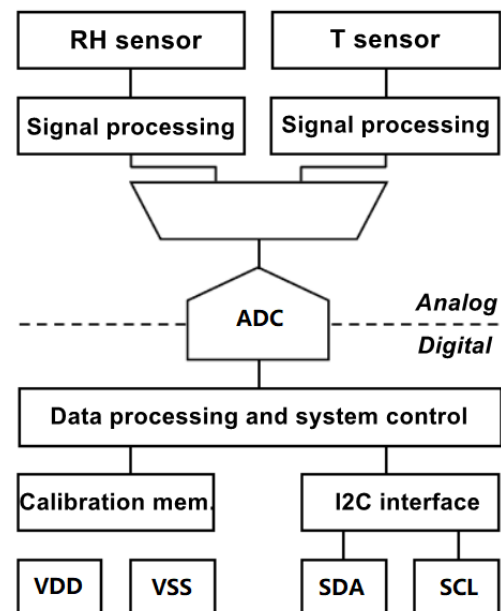 RH sensor
T sensor
Signal processing
Signal processing
ADC
Analog
Digital
Data processing and system control
Calibration mem.
I2C interface
VDD
VSS
SDA
SCL